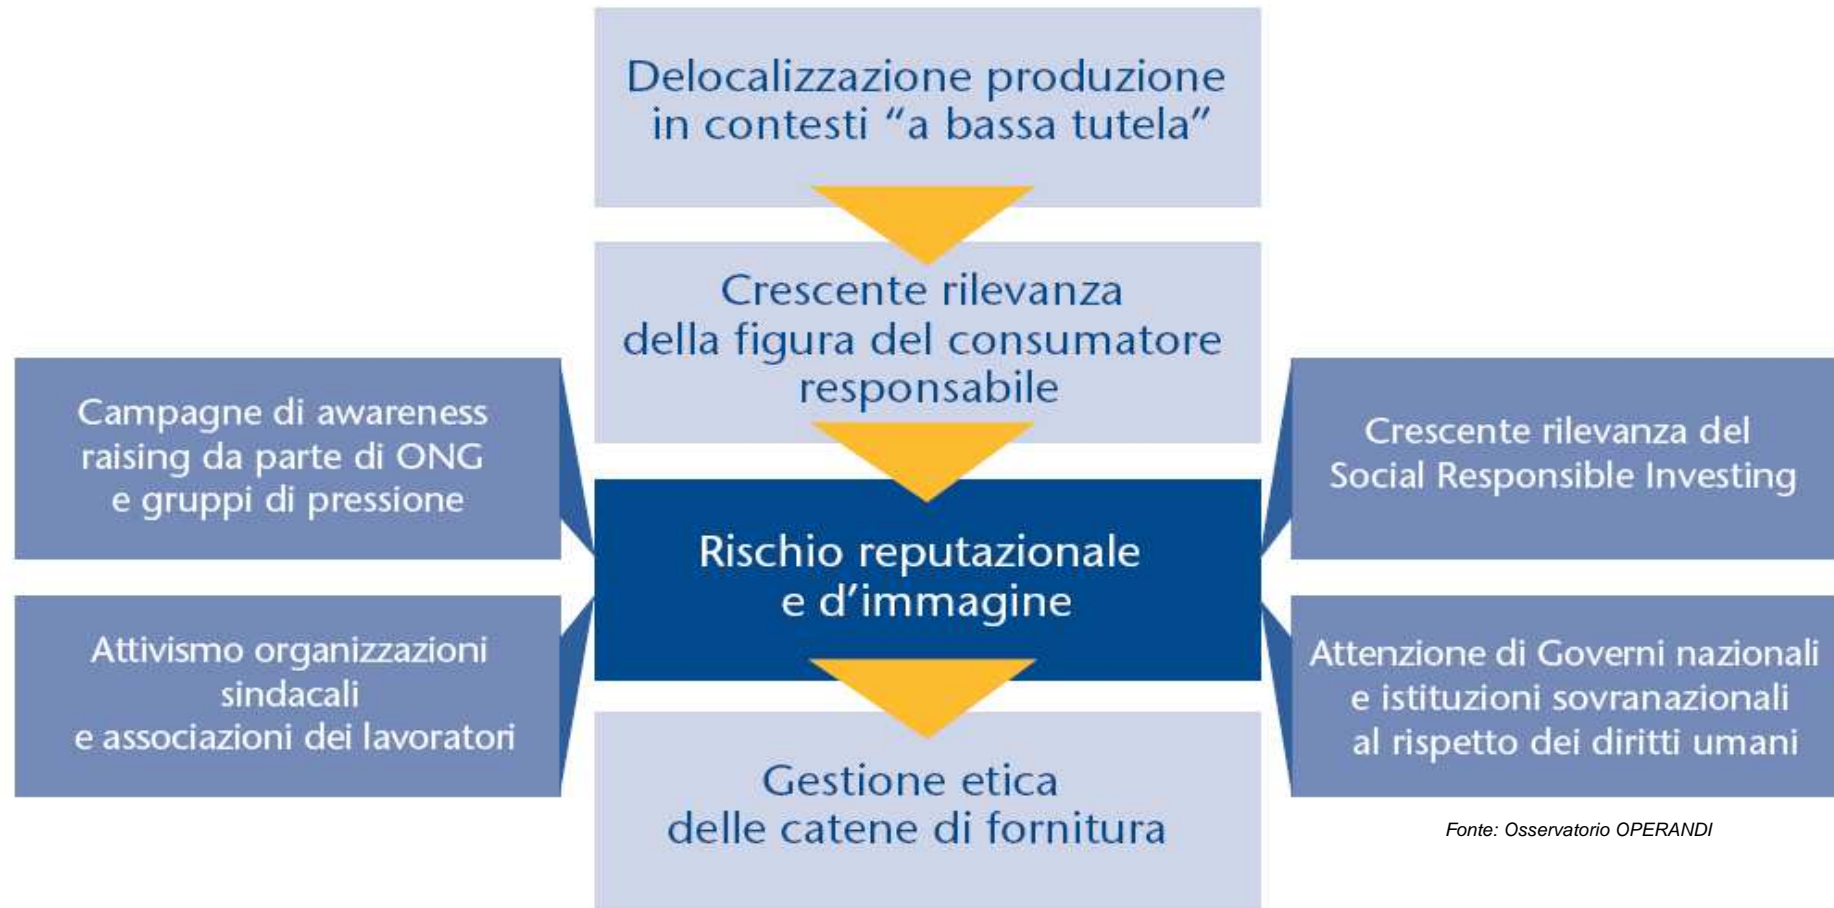 Delocalizzazione produzione
in contesti “a bassa tutela”
Crescente rilevanza
della figura del consumatore
responsabile
Campagne di awareness
raising da parte di ONG
e gruppi di pressione
Crescente rilevanza del
Social Responsible Investing
Rischio reputazionale
e d’immagine
Attivismo organizzazioni
sindacali
e associazioni dei lavoratori
Attenzione di Governi nazionali
e istituzioni sovranazionali
al rispetto dei diritti umani
Gestione etica
delle catene di fornitura
Fonte: Osservatorio OPERANDI